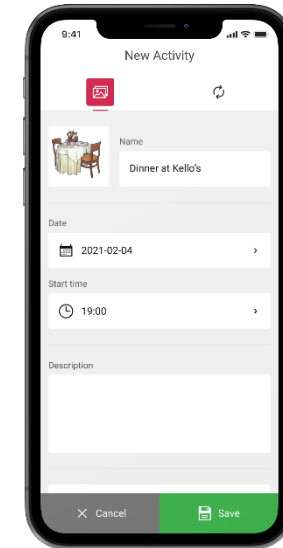 9:41
New Activity
Name
Dinner at Kello's
Date
2021-02-04
Start time
19:00
Description
Cancel
Save